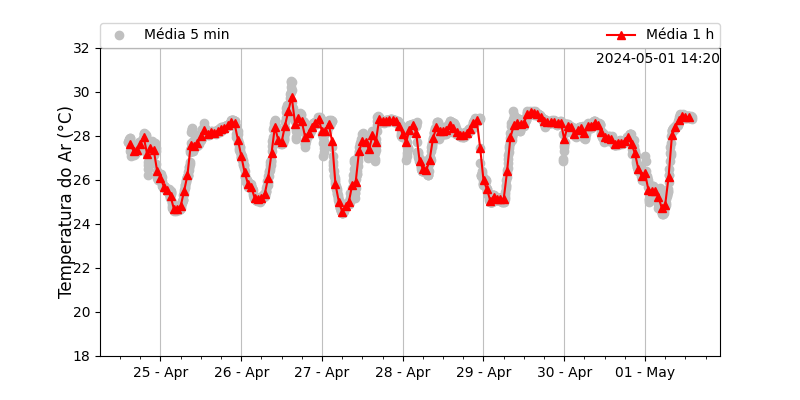 Média 5 min
Média 1 h
2024-05-01 14:20
Temperatura do Ar (°C)
32
30
28
26
24
22
20
18
25 - Apr
26 - Apr
27 - Apr
28 - Apr
29 - Apr
30 - Apr
01 - May